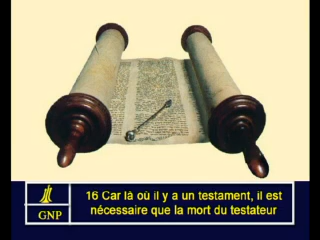 16 Car là où il y a un testament, il est
nécessaire que la mort du testateur
GNP